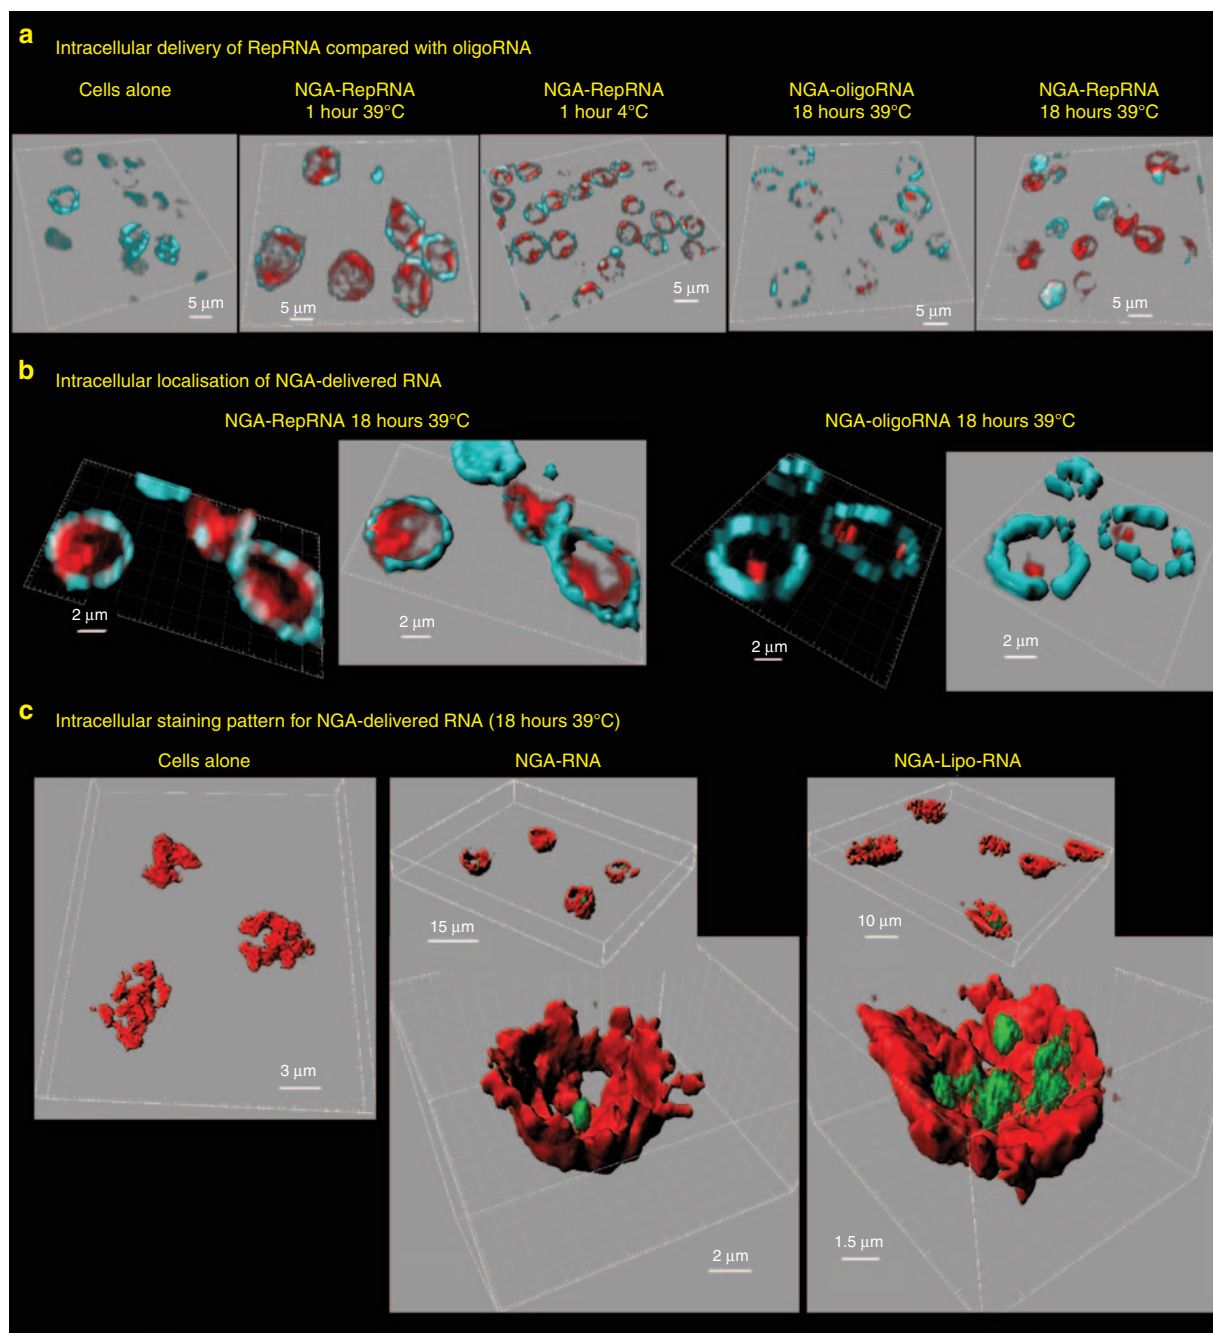 a
Intracellular delivery of RepRNA compared with oligoRNA
Cells alone
NGA-RepRNA
1 hour 39°C
NGA-RepRNA
1 hour 4°C
NGA-oligoRNA
18 hours 39°C
NGA-RepRNA
18 hours 39°C
5 μm
5 μm
5 μm
5 μm
5 μm
b
Intracellular localisation of NGA-delivered RNA
NGA-RepRNA 18 hours 39°C
NGA-oligoRNA 18 hours 39°C
2 μm
2 μm
2 μm
2 μm
c
Intracellular staining pattern for NGA-delivered RNA (18 hours 39°C)
Cells alone
NGA-RNA
NGA-Lipo-RNA
3 μm
15 μm
10 μm
2 μm
1.5 μm